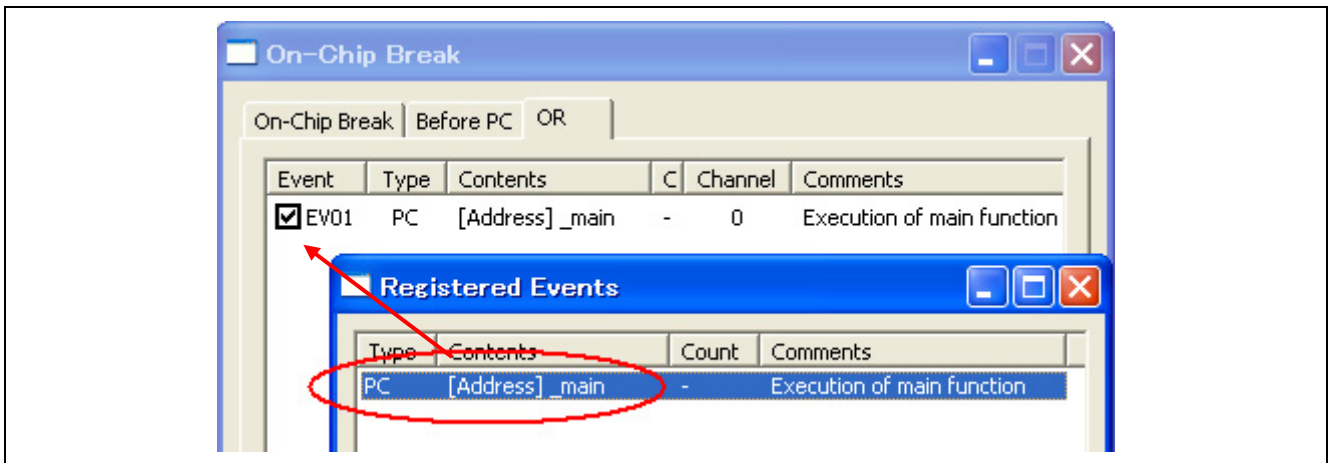 On-Chip Break
On-Chip Break Before PC OR
Event Type Contents C Channel Comments
EV01 PC [Address] _main - 0 Execution of main function
Registered Events
Type Contents Count Comments
PC [Address] _main - Execution of main function